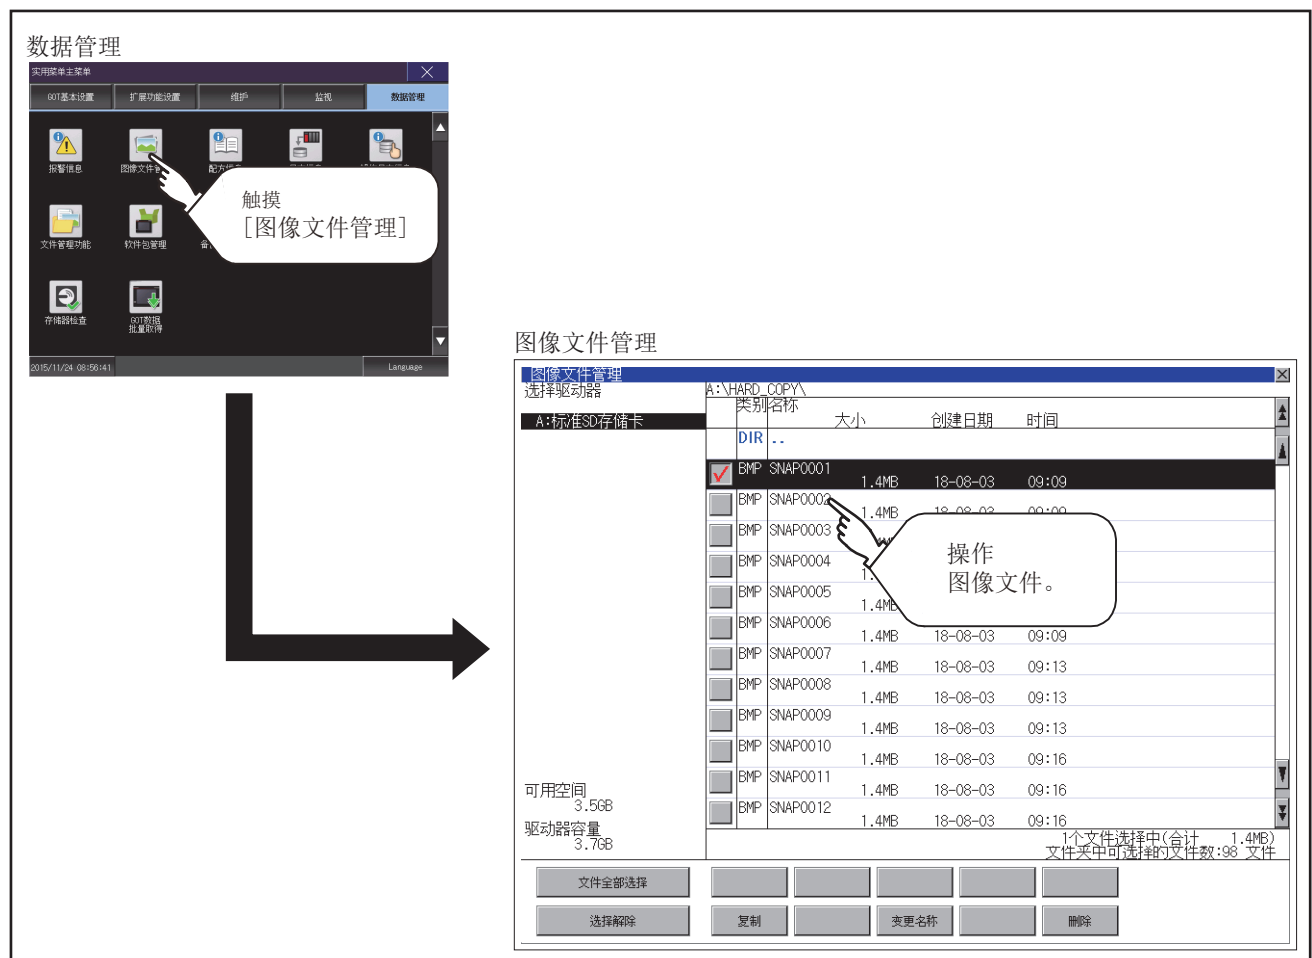 数据管理
实用菜单主菜单
GOT基本设置 扩展功能设置 维护 监视 数据管理
报警信息 图像文件管
文件管理功能 软件包管理
存储器检查 GOT数据
批量取得
触摸
[图像文件管理]
2015/11/24 08:56:41 Language
图像文件管理
图像文件管理
选择驱动器 A:\HARD_COPY\
A:标准SD存储卡
类别 名称
大小 创建日期 时间
DIR ..
BMP SNAP0001
1.4MB 18-08-03 09:09
BMP SNAP0002
1.4MB 18-08-03 09:09
BMP SNAP0003
BMP SNAP0004
BMP SNAP0005
1.4MB
BMP SNAP0006
1.4MB 18-08-03 09:09
BMP SNAP0007
1.4MB 18-08-03 09:13
BMP SNAP0008
1.4MB 18-08-03 09:13
BMP SNAP0009
1.4MB 18-08-03 09:13
BMP SNAP0010
1.4MB 18-08-03 09:16
BMP SNAP0011
1.4MB 18-08-03 09:16
BMP SNAP0012
1.4MB 18-08-03 09:16
操作
图像文件。
可用空间
3.5GB
驱动器容量
3.7GB
1个文件选择中(合计 1.4MB)
文件夹中可选择的文件数:98 文件
文件全部选择
选择解除 复制 变更名称 删除